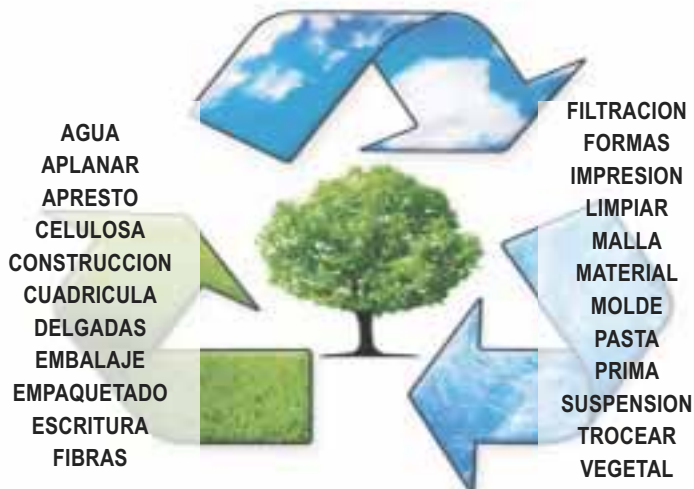 AGUA
APLANAR
APRESTO
CELULOSA
CONSTRUCCION
CUADRICULA
DELGADAS
EMBALAJE
EMPAQUETADO
ESCRITURA
FIBRAS
FILTRACION
FORMAS
IMPRESION
LIMPIAR
MALLA
MATERIAL
MOLDE
PASTA
PRIMA
SUSPENSION
TROCEAR
VEGETAL